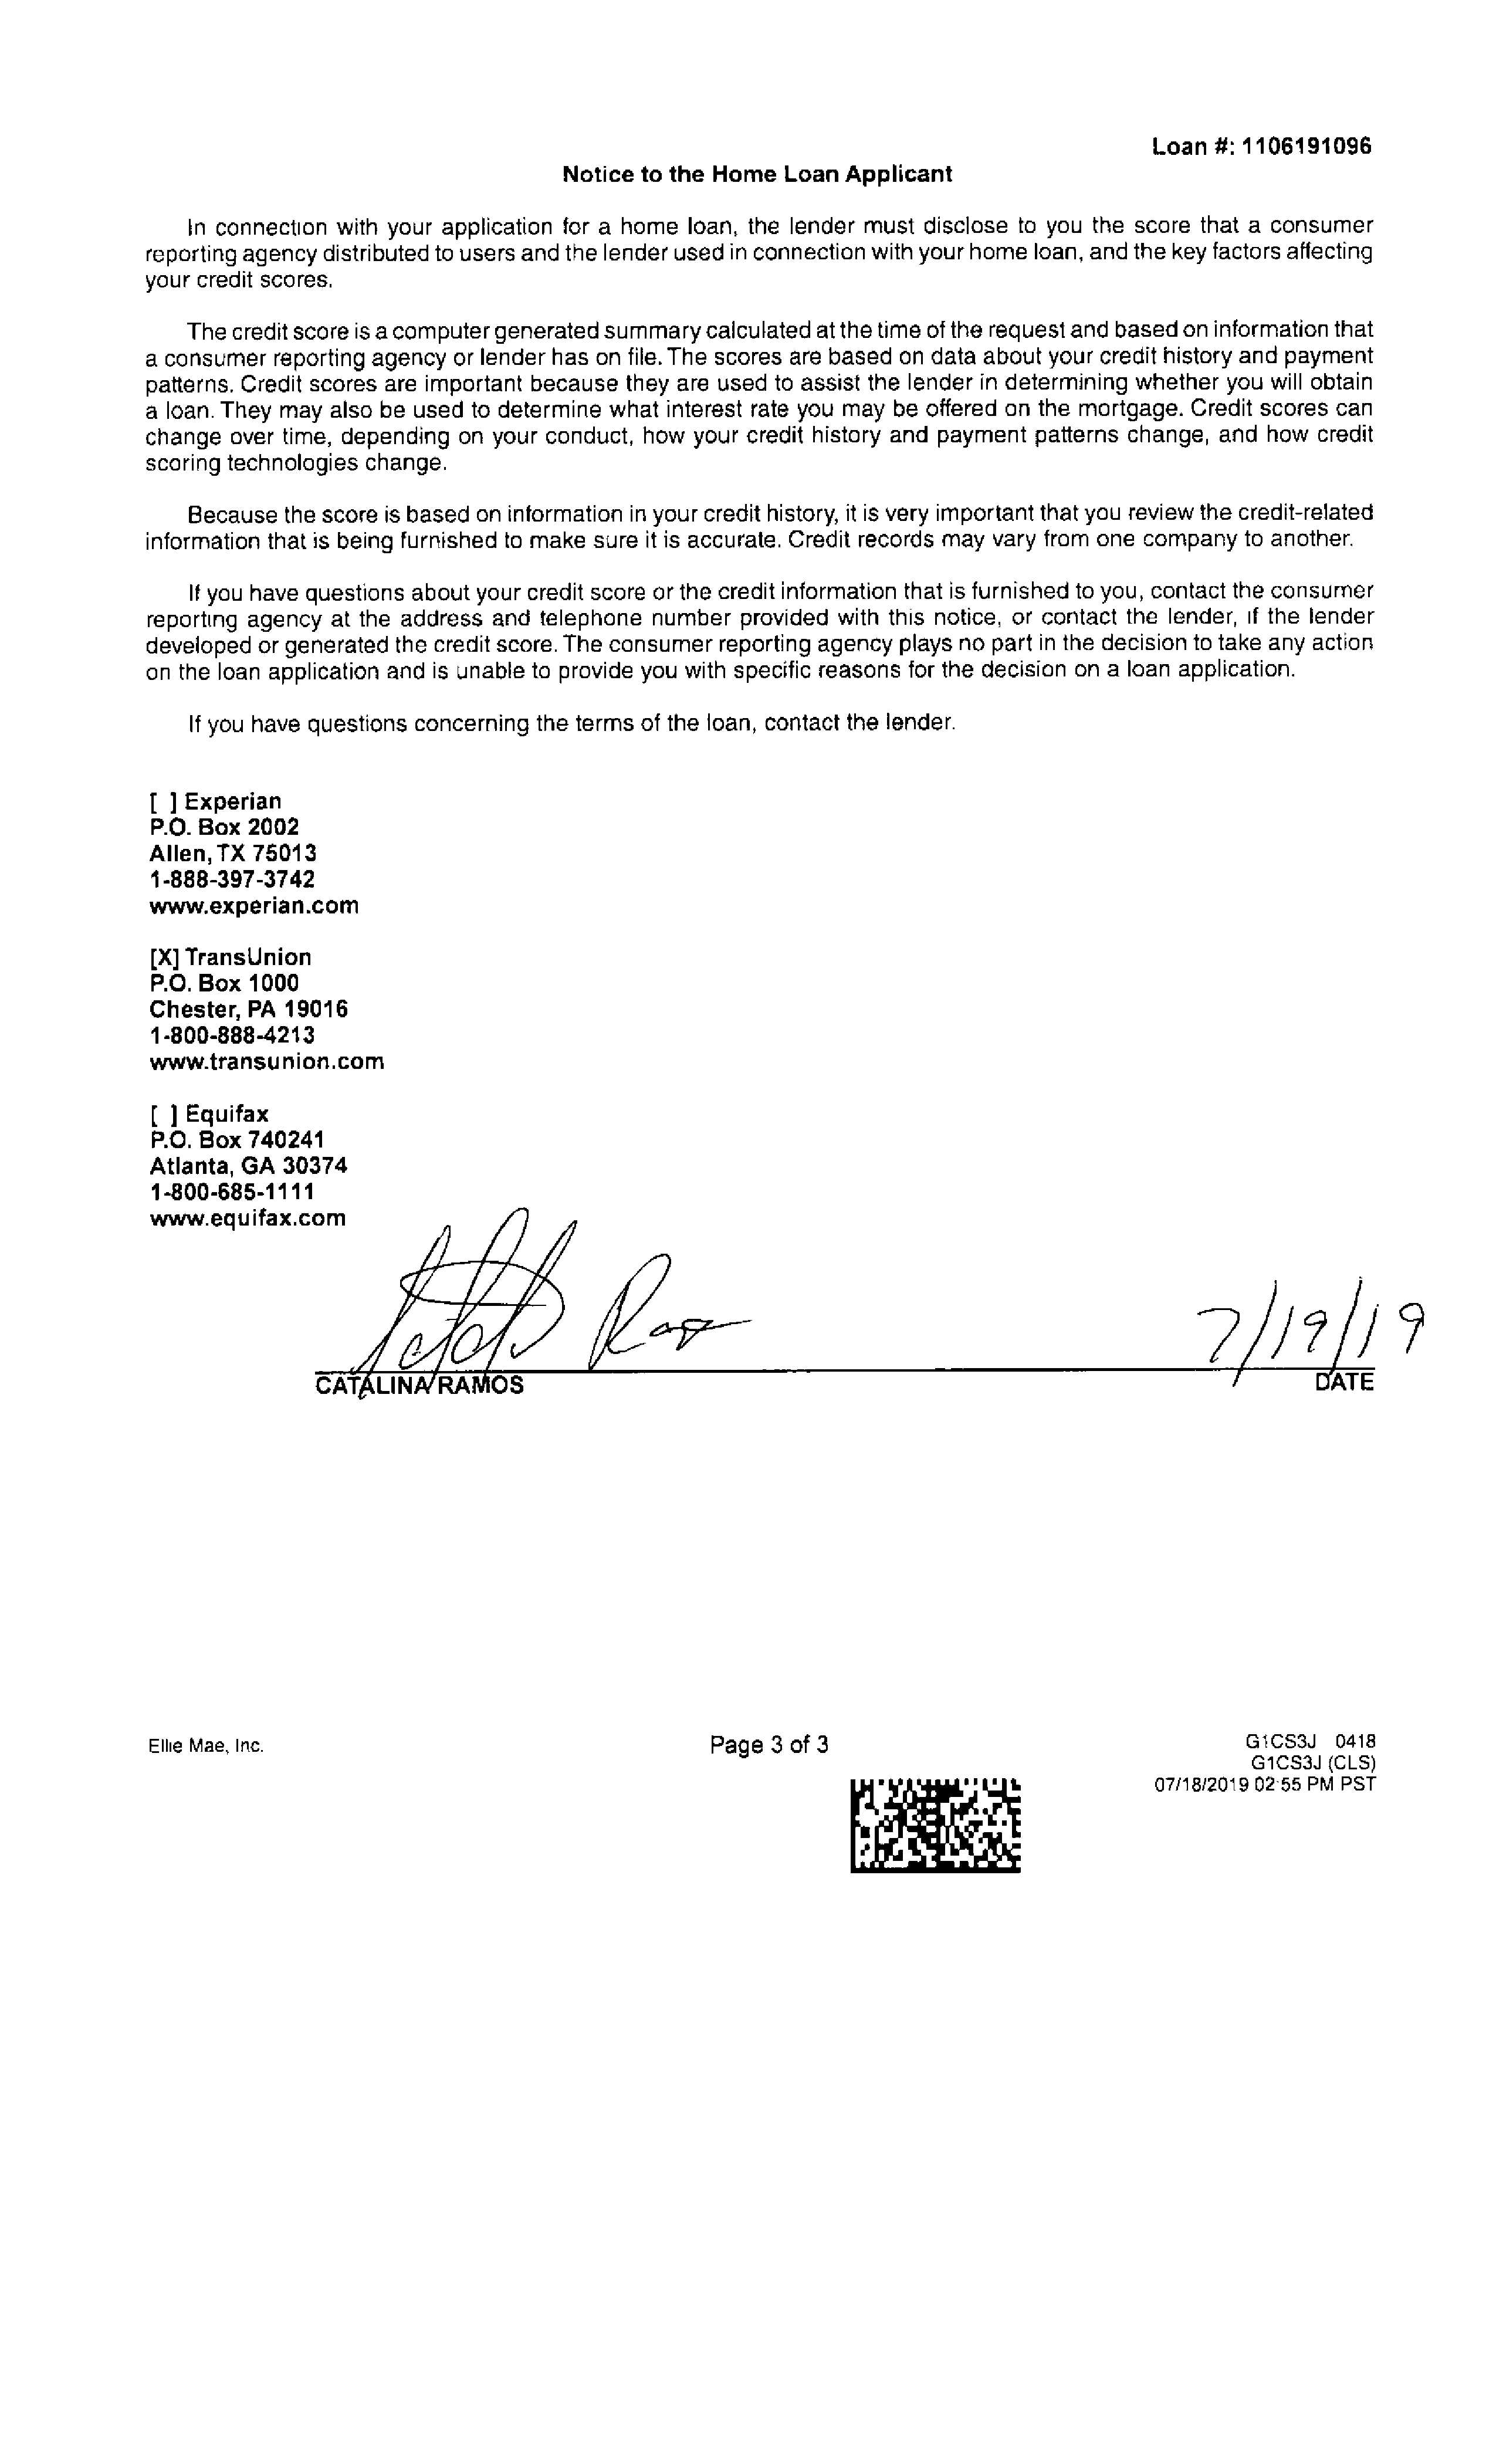 Loan #: 1106191096
Notice to the Home Loan Applicant
In connection with your application for a home loan, the lender must disclose to you the score that a consumer
reporting agency distributed to users and the lender used in connection with your home loan, and the key factors affecting
your credit scores.
The credit score is a computer generated summary calculated at the time of the request and based on information that
a consumer reporting agency or lender has on file. The scores are based on data about your credit history and payment
patterns. Credit scores are important because they are used to assist the lender in determining whether you will obtain
a loan. They may also be used to determine what interest rate you may be offered on the mortgage. Credit scores can
change over time, depending on your conduct, how your credit history and payment patterns change, and how credit
scoring technologies change.
Because the score is based on information in your credit history, it is very important that you review the credit-related
information that is being furnished to make sure it is accurate. Credit records may vary from one company to another.
If you have questions about your credit score or the credit information that is furnished to you, contact the consumer
reporting agency at the address and telephone number provided with this notice, or contact the lender, if the lender
developed or generated the credit score. The consumer reporting agency plays no part in the decision to take any action
on the loan application and is unable to provide you with specific reasons for the decision on a loan application.
If you have questions concerning the terms of the loan, contact the lender.
[ ] Experian
P.O. Box 2002
Allen, TX 75013
1-888-397-3742
www.experian.com
[X] TransUnion
P.O. Box 1000
Chester, PA 19016
1-800-888-4213
www.transunion.com
[ ] Equifax
P.O. Box 740241
Atlanta, GA 30374
1-800-685-1111
www.equifax.com
7/19/19
CATALINA RAMOS DATE
Ellie Mae, Inc. Page 3 of 3 G1CS3J 0418
G1CS3J (CLS)
07/18/2019 02:55 PM PST